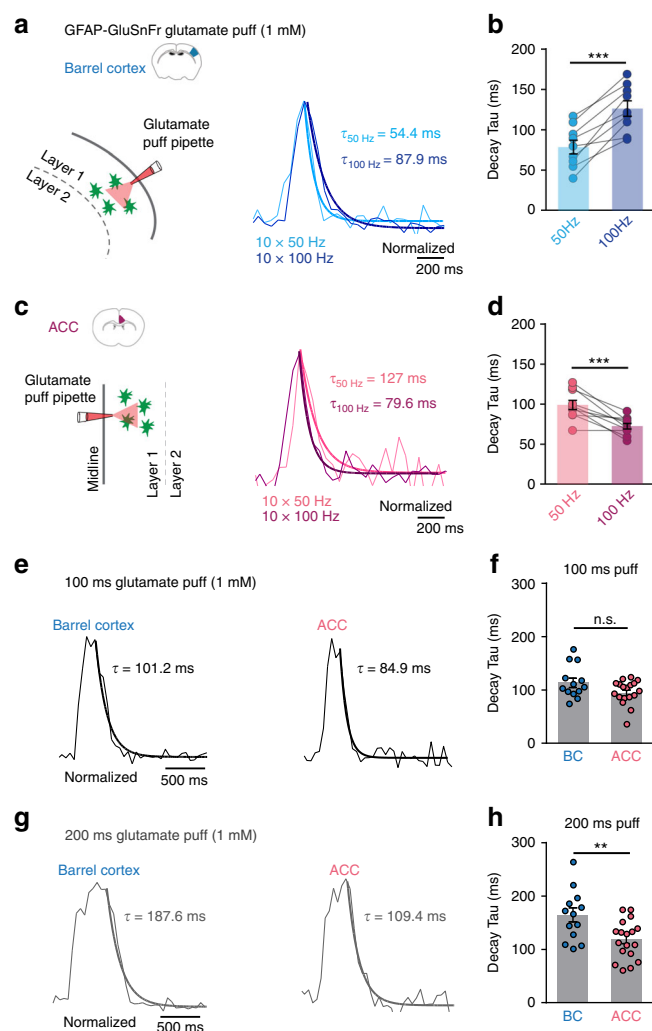 a
GFAP-GluSnFr glutamate puff (1 mM)
Barrel cortex
Glutamate
puff pipette
Layer 1
Layer 2
τ50 Hz = 54.4 ms
τ100 Hz = 87.9 ms
10 × 50 Hz
10 × 100 Hz
Normalized
200 ms
b
Decay Tau (ms)
200
150
100
50
0
***
50Hz
100Hz
c
ACC
Glutamate
puff pipette
Midline
Layer 1
Layer 2
τ50 Hz = 127 ms
τ100 Hz = 79.6 ms
10 × 50 Hz
10 × 100 Hz
Normalized
200 ms
d
Decay Tau (ms)
200
150
100
50
0
***
50 Hz
100 Hz
e
100 ms glutamate puff (1 mM)
Barrel cortex
τ = 101.2 ms
Normalized
500 ms
ACC
τ = 84.9 ms
f
100 ms puff
Decay Tau (ms)
300
200
100
0
n.s.
BC
ACC
g
200 ms glutamate puff (1 mM)
Barrel cortex
τ = 187.6 ms
Normalized
500 ms
ACC
τ = 109.4 ms
h
200 ms puff
Decay Tau (ms)
300
200
100
0
**
BC
ACC